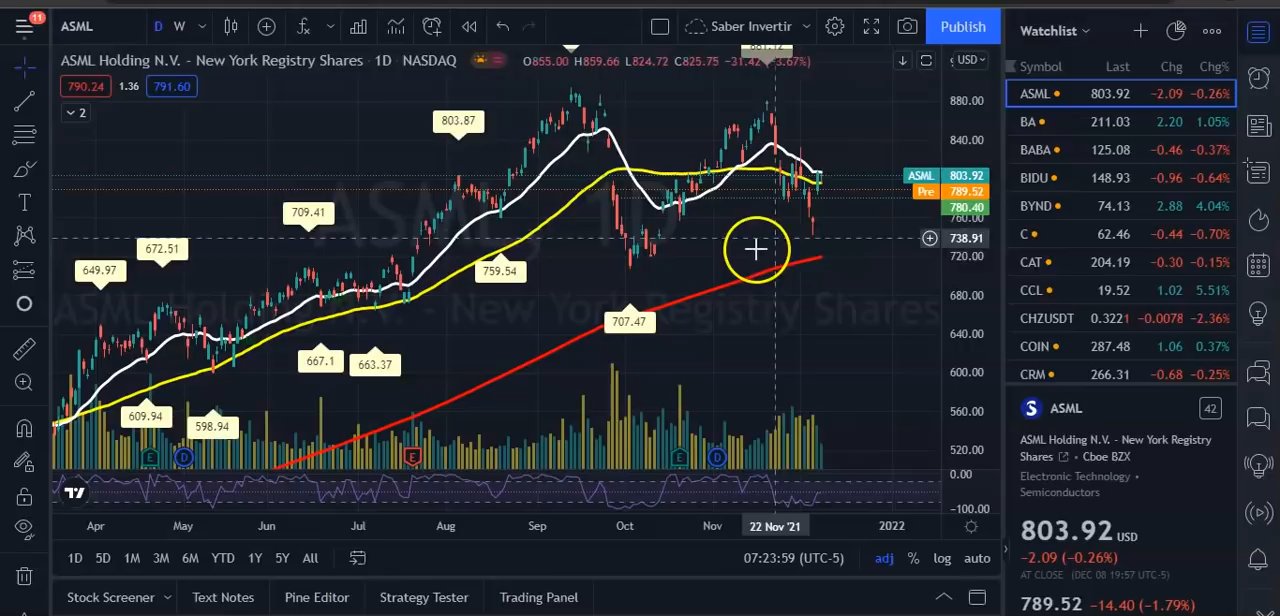 11
ASML
D
W
Saber Invertir
Publish
ASML Holding N.V. - New York Registry Shares • 1D • NASDAQ
O855.00 H859.66 L824.72 C825.75 -31.42 (-3.67%)
USD
790.24 1.36 791.60
2
880.00
840.00
ASML 803.92
Pre 789.52
780.40
760.00
738.91
720.00
680.00
640.00
600.00
560.00
520.00
0.00
-100.00
649.97
672.51
709.41
803.87
609.94
598.94
667.1
663.37
759.54
707.47
E
D
E
E
D
Apr May Jun Jul Aug Sep Oct Nov 22 Nov '21 2022
1D 5D 1M 3M 6M YTD 1Y 5Y All
07:23:59 (UTC-5) adj % log auto
Stock Screener Text Notes Pine Editor Strategy Tester Trading Panel
Watchlist
Symbol Last Chg Chg%
ASML 803.92 -2.09 -0.26%
BA 211.03 2.20 1.05%
BABA 125.08 -0.46 -0.37%
BIDU 148.93 -0.96 -0.64%
BYND 74.13 2.88 4.04%
C 62.46 -0.44 -0.70%
CAT 204.19 -0.30 -0.15%
CCL 19.52 1.02 5.51%
CHZUSDT 0.3221 -0.0078 -2.36%
COIN 287.48 1.06 0.37%
CRM 266.31 -0.68 -0.25%
ASML 42
ASML Holding N.V. - New York Registry
Shares • Cboe BZX
Electronic Technology •
Semiconductors
803.92 USD
-2.09 (-0.26%)
AT CLOSE (DEC 08 19:57 UTC-5)
789.52 -14.40 (-1.79%)